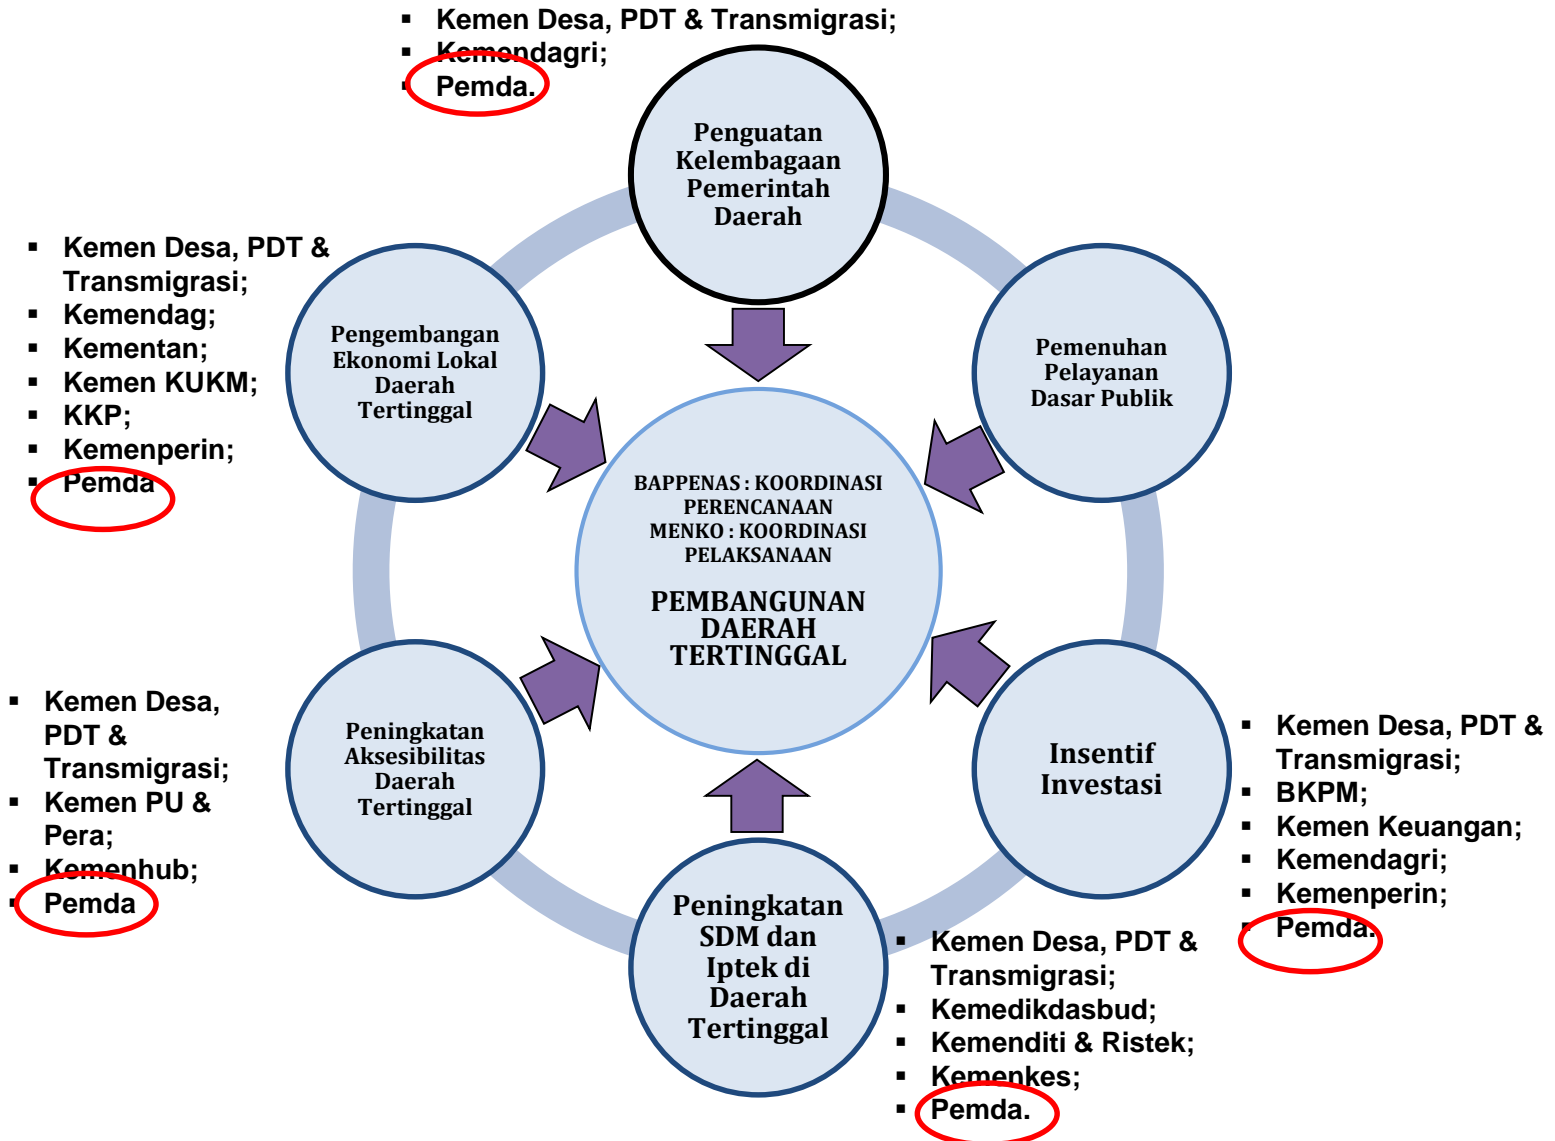 ▪ Kemen Desa, PDT & Transmigrasi;
▪ Kemendagri;
▪ Pemda.
Penguatan
Kelembagaan
Pemerintah
Daerah
▪ Kemen Desa, PDT &
Transmigrasi;
▪ Kemendag;
▪ Kementan;
▪ Kemen KUKM;
▪ KKP;
▪ Kemenperin;
▪ Pemda
Pengembangan
Ekonomi Lokal
Daerah
Tertinggal
Pemenuhan
Pelayanan
Dasar Publik
BAPPENAS : KOORDINASI
PERENCANAAN
MENKO : KOORDINASI
PELAKSANAAN
PEMBANGUNAN
DAERAH
TERTINGGAL
▪ Kemen Desa,
PDT &
Transmigrasi;
▪ Kemen PU &
Pera;
▪ Kemenhub;
▪ Pemda
Peningkatan
Aksesibilitas
Daerah
Tertinggal
Insentif
Investasi
▪ Kemen Desa, PDT &
Transmigrasi;
▪ BKPM;
▪ Kemen Keuangan;
▪ Kemendagri;
▪ Kemenperin;
▪ Pemda.
Peningkatan
SDM dan
Iptek di
Daerah
Tertinggal
▪ Kemen Desa, PDT &
Transmigrasi;
▪ Kemedikdasbud;
▪ Kemenditi & Ristek;
▪ Kemenkes;
▪ Pemda.